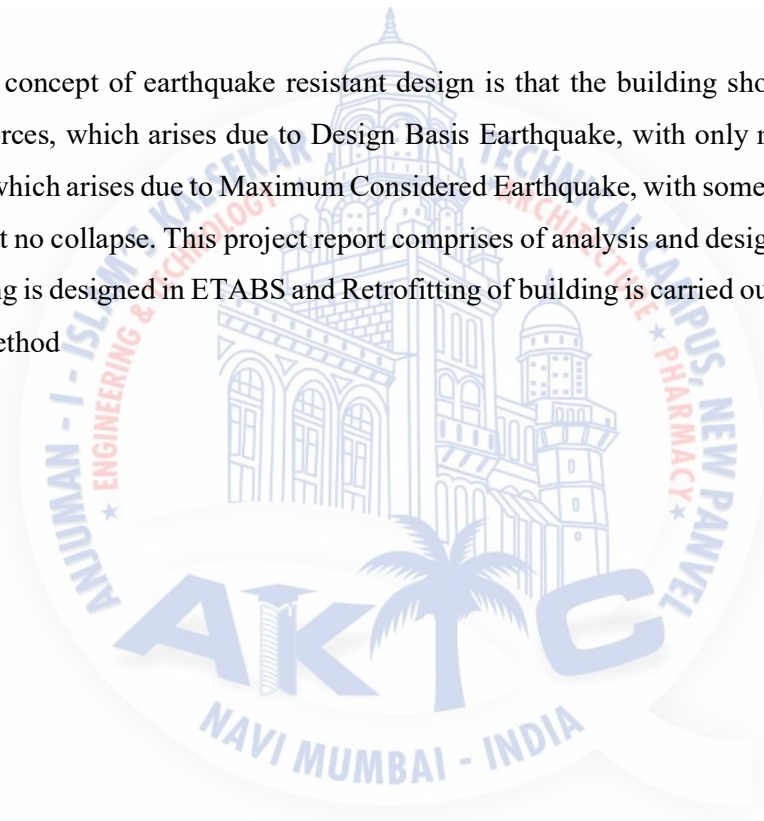 concept of earthquake resistant design is that the building sho
rces, which arises due to Design Basis Earthquake, with only
which arises due to Maximum Considered Earthquake, with some
t no collapse. This project report comprises of analysis and desig
g is designed in ETABS and Retrofitting of building is carried ou
ethod
ANJUMAN - I - ISLAM'S KALSEKAR TECHNICAL CAMPUS, NEW PANVEL
★ ENGINEERING & TECHNOLOGY ARCHITECTURE ★ PHARMACY ★
AKTC
NAVI MUMBAI - INDIA